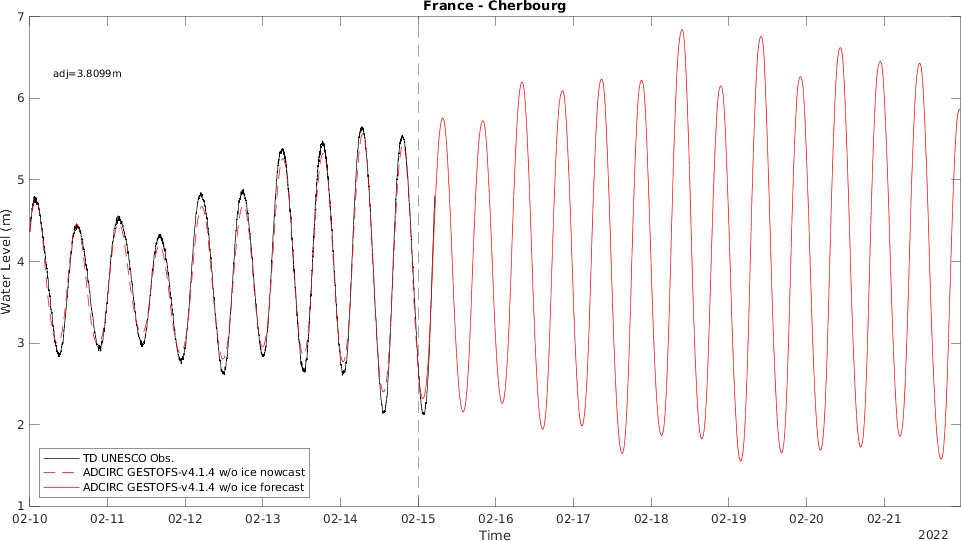 France - Cherbourg
7
adj=3.8099m
6
5
4
3
2
1
Water Level (m)
TD UNESCO Obs.
ADCIRC GESTOFS-v4.1.4 w/o ice nowcast
ADCIRC GESTOFS-v4.1.4 w/o ice forecast
02-10 02-11 02-12 02-13 02-14 02-15 02-16 02-17 02-18 02-19 02-20 02-21
Time
2022